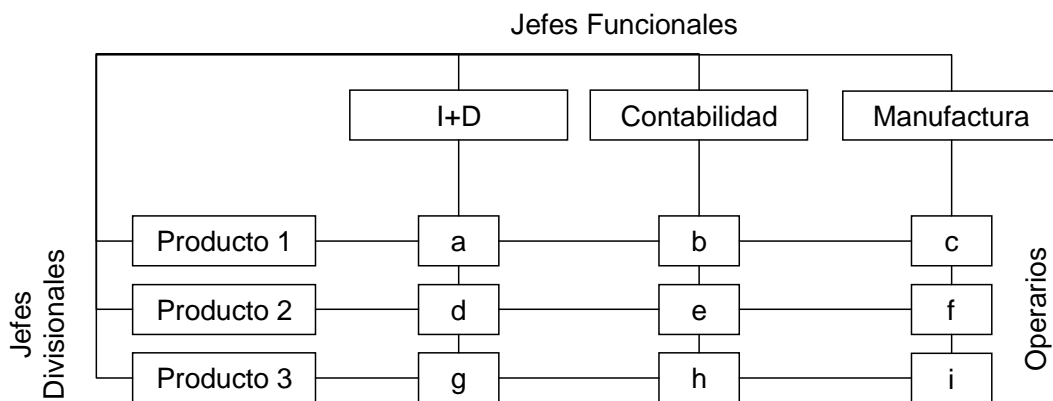 Jefes Funcionales
I+D
Contabilidad
Manufactura
Jefes
Divisionales
Producto 1
a
b
c
Producto 2
d
e
f
Producto 3
g
h
i
Operarios